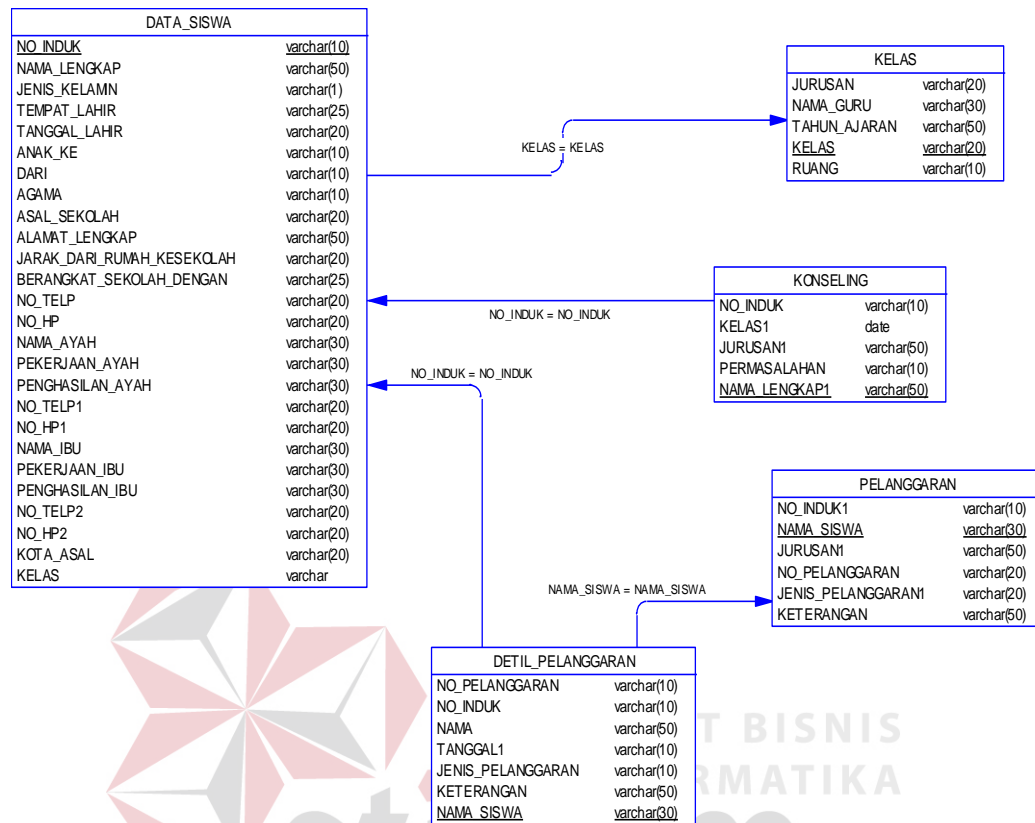 DATA_SISWA
NO_INDUK varchar(10)
NAMA_LENGKAP varchar(50)
JENIS_KELAMIN varchar(1)
TEMPAT_LAHIR varchar(25)
TANGGAL_LAHIR varchar(20)
ANAK_KE varchar(10)
DARI varchar(10)
AGAMA varchar(10)
ASAL_SEKOLAH varchar(20)
ALAMAT_LENGKAP varchar(50)
JARAK_DARI_RUMAH_KESEKOLAH varchar(20)
BERANGKAT_SEKOLAH_DENGAN varchar(25)
NO_TELP varchar(20)
NO_HP varchar(20)
NAMA_AYAH varchar(30)
PEKERJAAN_AYAH varchar(30)
PENGHASILAN_AYAH varchar(30)
NO_TELP1 varchar(20)
NO_HP1 varchar(20)
NAMA_IBU varchar(30)
PEKERJAAN_IBU varchar(30)
PENGHASILAN_IBU varchar(30)
NO_TELP2 varchar(20)
NO_HP2 varchar(20)
KOTA_ASAL varchar(20)
KELAS varchar
KELAS = KELAS
KELAS
JURUSAN varchar(20)
NAMA_GURU varchar(30)
TAHUN_AJARAN varchar(50)
KELAS varchar(20)
RUANG varchar(10)
NO_INDUK = NO_INDUK
KONSELING
NO_INDUK varchar(10)
KELAS1 date
JURUSAN1 varchar(50)
PERMASALAHAN varchar(10)
NAMA_LENGKAP1 varchar(50)
NO_INDUK = NO_INDUK
PELANGGARAN
NO_INDUK1 varchar(10)
NAMA_SISWA varchar(30)
JURUSAN1 varchar(50)
NO_PELANGGARAN varchar(20)
JENIS_PELANGGARAN1 varchar(20)
KETERANGAN varchar(50)
NAMA_SISWA = NAMA_SISWA
DETIL_PELANGGARAN
NO_PELANGGARAN varchar(10)
NO_INDUK varchar(10)
NAMA varchar(50)
TANGGAL1 varchar(10)
JENIS_PELANGGARAN varchar(10)
KETERANGAN varchar(50)
NAMA_SISWA varchar(30)
T BISNIS
RMATIKA